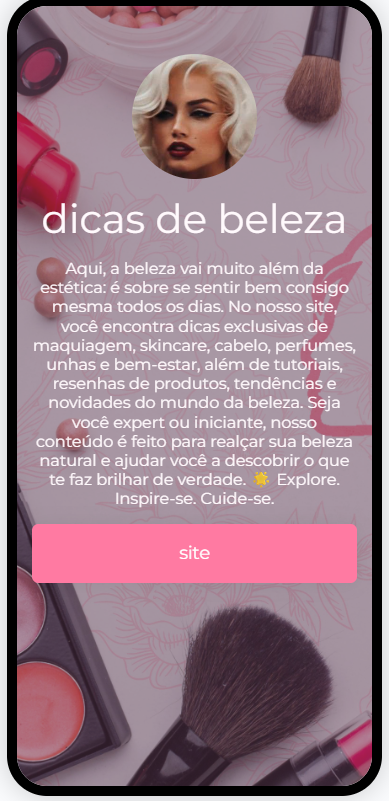 dicas de beleza
Aqui, a beleza vai muito além da
estética: é sobre se sentir bem consigo
mesma todos os dias. No nosso site,
você encontra dicas exclusivas de
maquiagem, skincare, cabelo, perfumes,
unhas e bem-estar, além de tutoriais,
resenhas de produtos, tendências e
novidades do mundo da beleza. Seja
você expert ou iniciante, nosso
conteúdo é feito para realçar sua beleza
natural e ajudar você a descobrir o que
te faz brilhar de verdade. 🌟 Explore.
Inspire-se. Cuide-se.
site